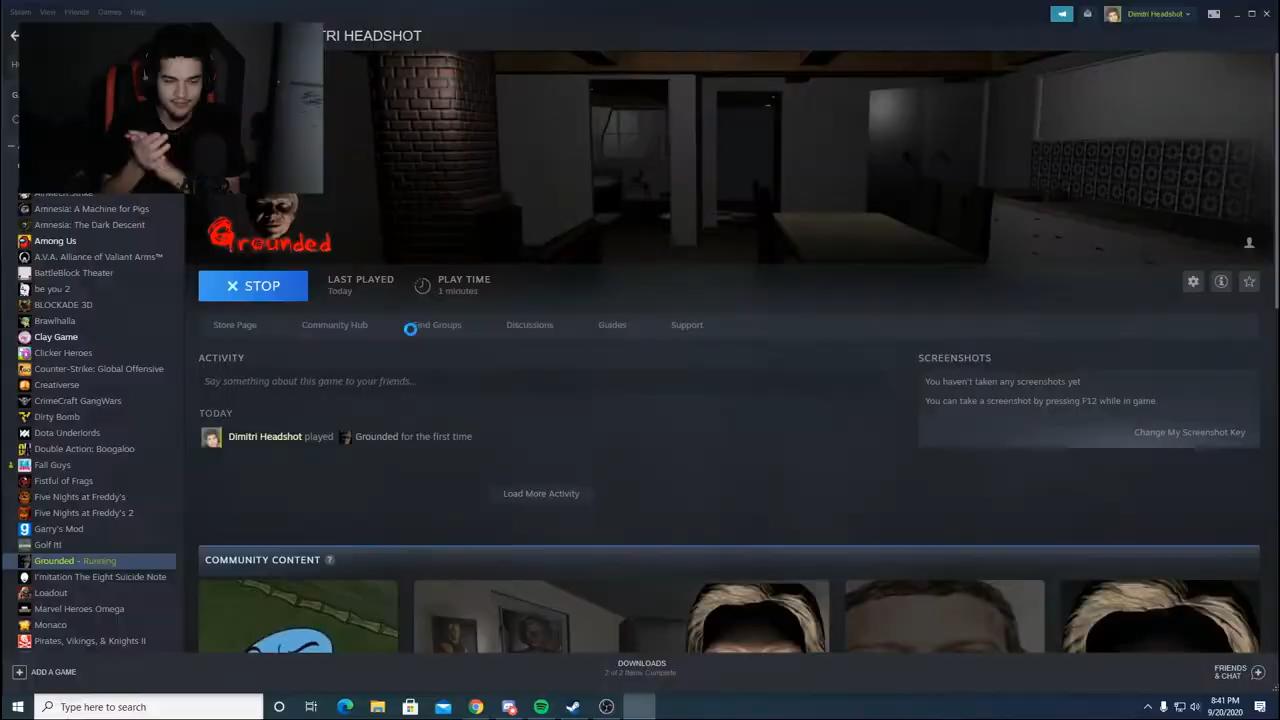 Steam View Friends Games Help
Dimitri Headshot
TRI HEADSHOT
Grounded
STOP
LAST PLAYED
Today
PLAY TIME
1 minutes
Store Page
Community Hub
Find Groups
Discussions
Guides
Support
ACTIVITY
Say something about this game to your friends...
TODAY
Dimitri Headshot played Grounded for the first time
Load More Activity
SCREENSHOTS
You haven't taken any screenshots yet
You can take a screenshot by pressing F12 while in game.
Change My Screenshot Key
COMMUNITY CONTENT ?
AirMech Strike
Amnesia: A Machine for Pigs
Amnesia: The Dark Descent
Among Us
A.V.A. Alliance of Valiant Arms™
BattleBlock Theater
be you 2
BLOCKADE 3D
Brawlhalla
Clay Game
Clicker Heroes
Counter-Strike: Global Offensive
Creativerse
CrimeCraft GangWars
Dirty Bomb
Dota Underlords
Double Action: Boogaloo
Fall Guys
Fistful of Frags
Five Nights at Freddy's
Five Nights at Freddy's 2
Garry's Mod
Golf It!
Grounded - Running
I'mitation The Eight Suicide Note
Loadout
Marvel Heroes Omega
Monaco
Pirates, Vikings, & Knights II
ADD A GAME
DOWNLOADS
2 of 2 Items Complete
FRIENDS
& CHAT
Type here to search
8:41 PM
9/20/2020